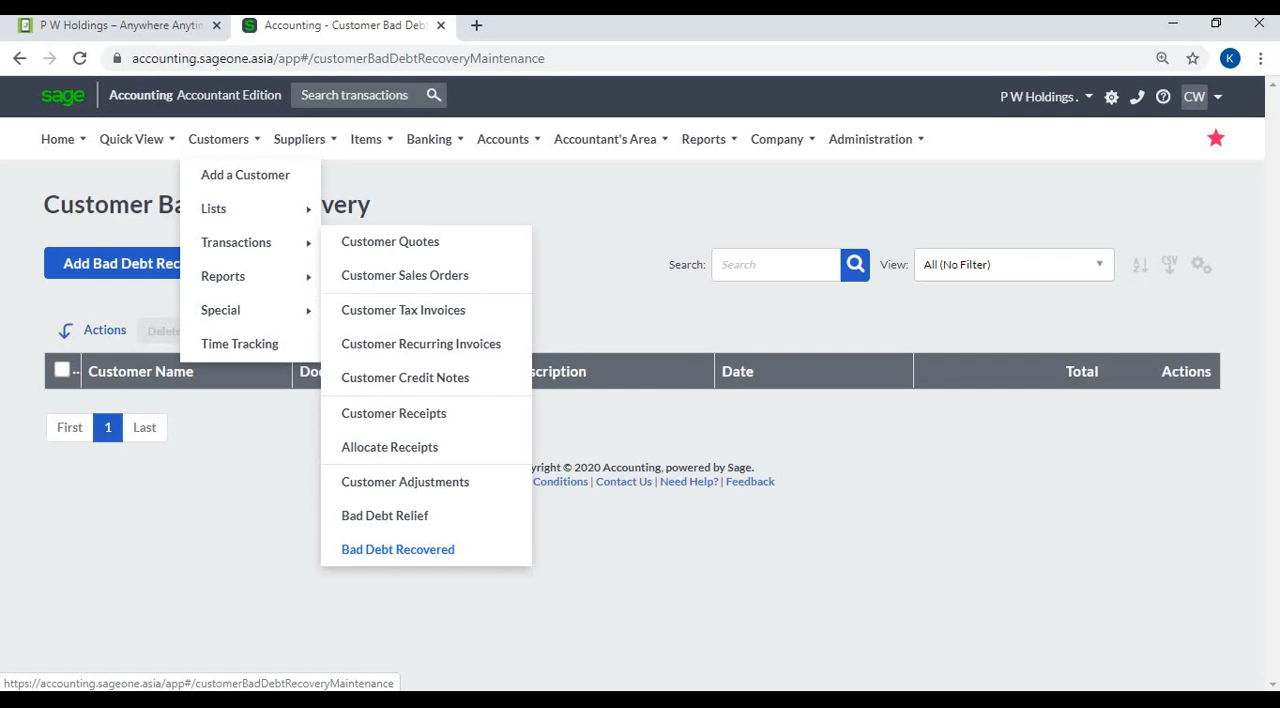 P W Holdings – Anywhere Anyti
Accounting - Customer Bad Deb
accounting.sageone.asia/app#/customerBadDebtRecoveryMaintenance
K
sage Accounting Accountant Edition Search transactions P W Holdings . CW
Home Quick View Customers Suppliers Items Banking Accounts Accountant's Area Reports Company Administration
Add a Customer
Customer Ba very
Lists
Transactions
Customer Quotes
Add Bad Debt Rec
Search: Search View: All (No Filter)
CSV
Reports
Customer Sales Orders
Special
Customer Tax Invoices
Actions Delete
Time Tracking
Customer Recurring Invoices
.. Customer Name Doc scription Date Total Actions
Customer Credit Notes
First 1 Last
Customer Receipts
Allocate Receipts
yright © 2020 Accounting, powered by Sage.
Conditions | Contact Us | Need Help? | Feedback
Customer Adjustments
Bad Debt Relief
Bad Debt Recovered
https://accounting.sageone.asia/app#/customerBadDebtRecoveryMaintenance